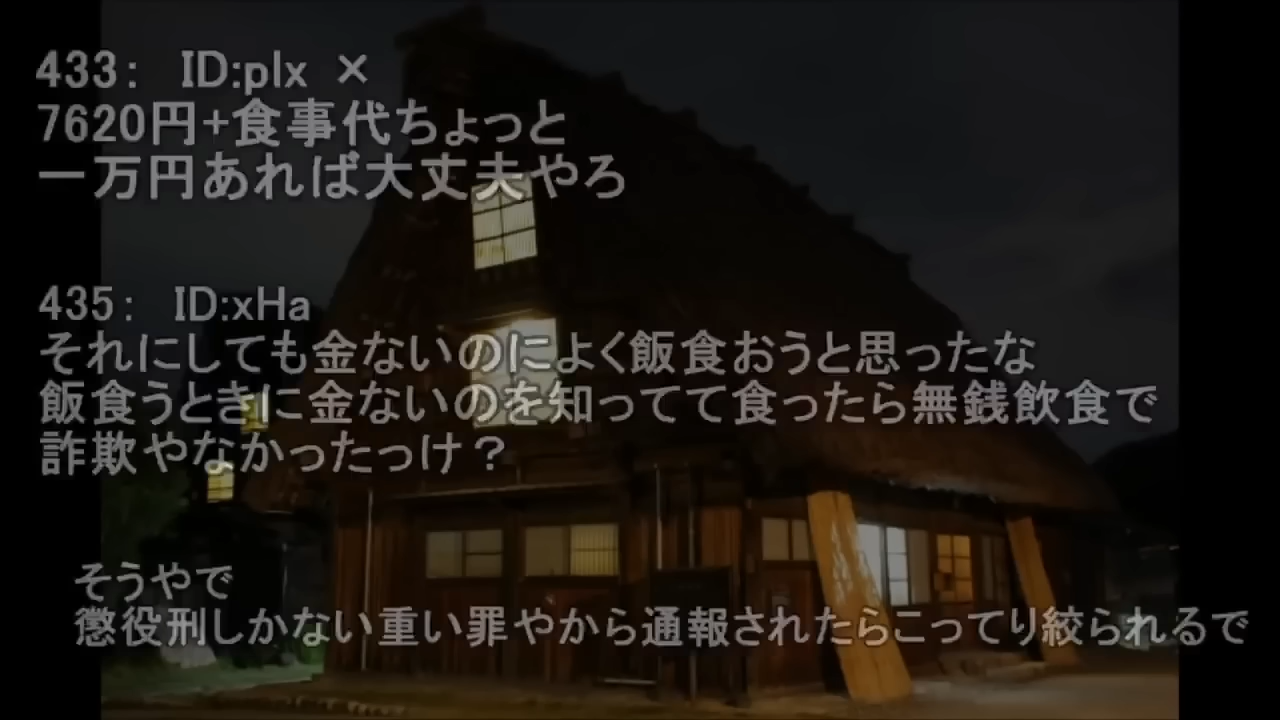 433: ID:plx ×
7620円+食事代ちょっと
一万円あれば大丈夫やろ
435: ID:xHa
それにしても金ないのによく飯食おうと思ったな
飯食うときに金ないのを知ってて食ったら無銭飲食で
詐欺やなかったっけ？
そうやで
懲役刑しかない重い罪やから通報されたらこってり絞られるで